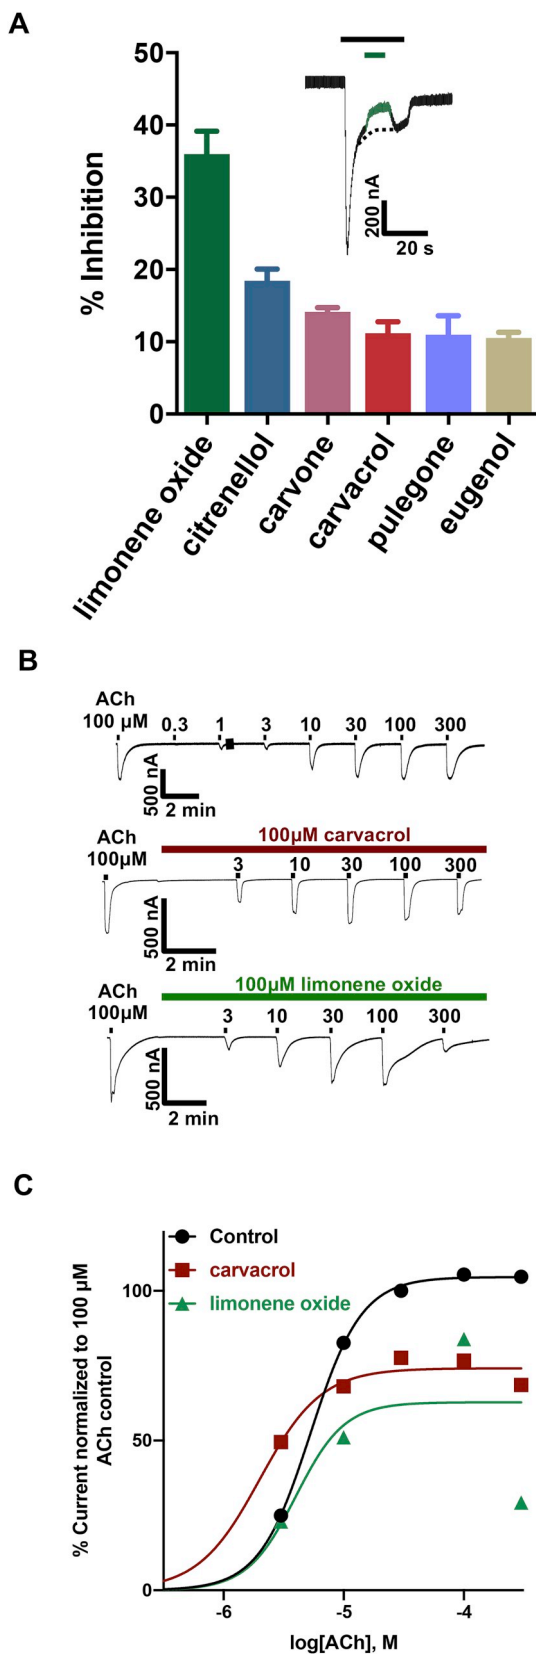 A
50
40
30
20
10
0
% Inhibition
200 nA
20 s
limonene oxide
citrenellol
carvone
carvacrol
pulegone
eugenol
B
ACh
100 µM 0.3 1 3 10 30 100 300
500 nA
2 min
100µM carvacrol
ACh
100µM 3 10 30 100 300
500 nA
2 min
100µM limonene oxide
ACh
100µM 3 10 30 100 300
500 nA
2 min
C
Control
carvacrol
limonene oxide
100
50
0
% Current normalized to 100 µM
ACh control
-6 -5 -4
log[ACh], M